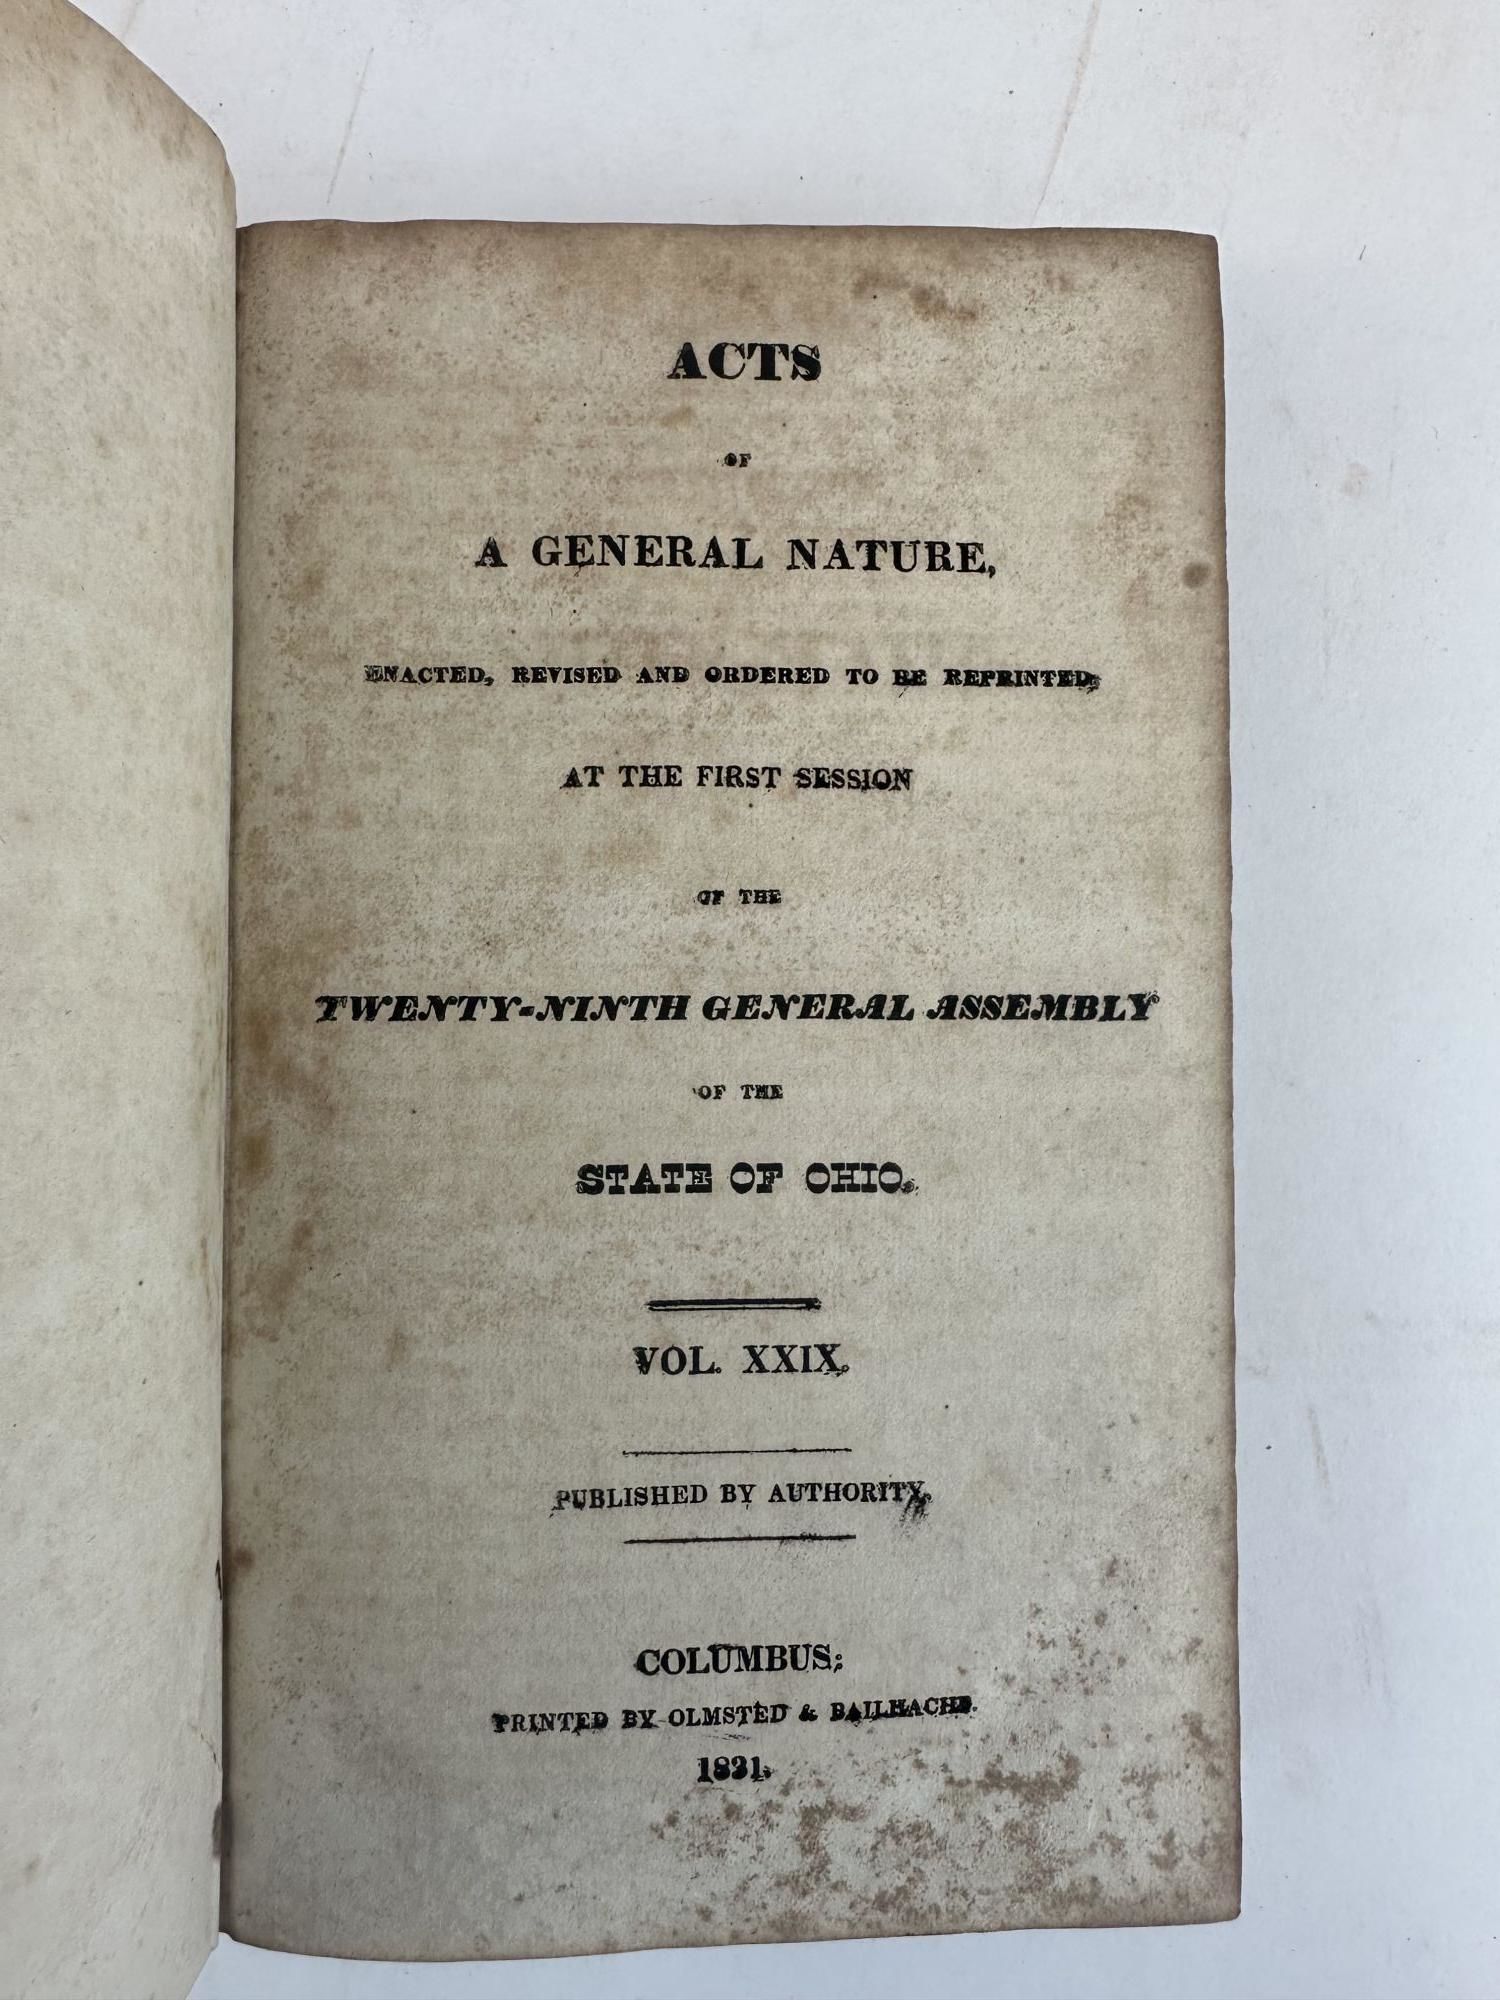 ACTS
OF
A GENERAL NATURE,
ENACTED, REVISED AND ORDERED TO BE REPRINTED,
AT THE FIRST SESSION
OF THE
TWENTY-NINTH GENERAL ASSEMBLY
OF THE
STATE OF OHIO.
VOL. XXIX.
PUBLISHED BY AUTHORITY.
COLUMBUS:
PRINTED BY OLMSTED & BAILHACHE.
1831.